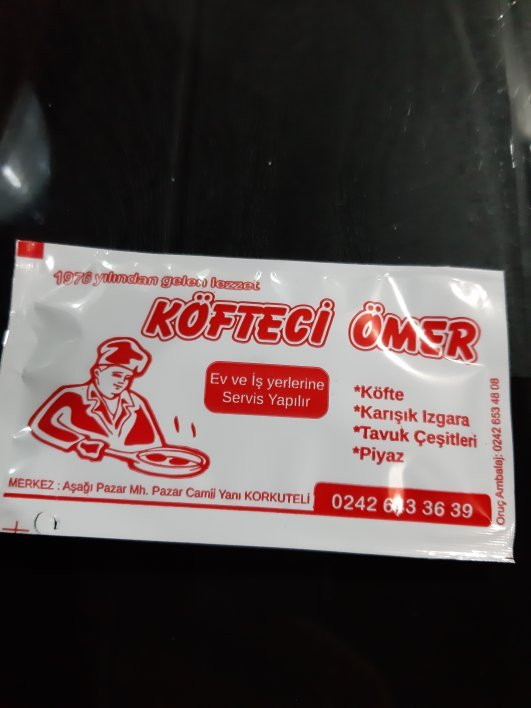 1976 yılından gelen lezzet
KÖFTECİ ÖMER
Ev ve İş yerlerine
Servis Yapılır
*Köfte
*Karışık Izgara
*Tavuk Çeşitleri
*Piyaz
MERKEZ : Aşağı Pazar Mh. Pazar Camii Yanı KORKUTELİ
0242 643 36 39
Oruç Ambalaj: 0242 653 48 08